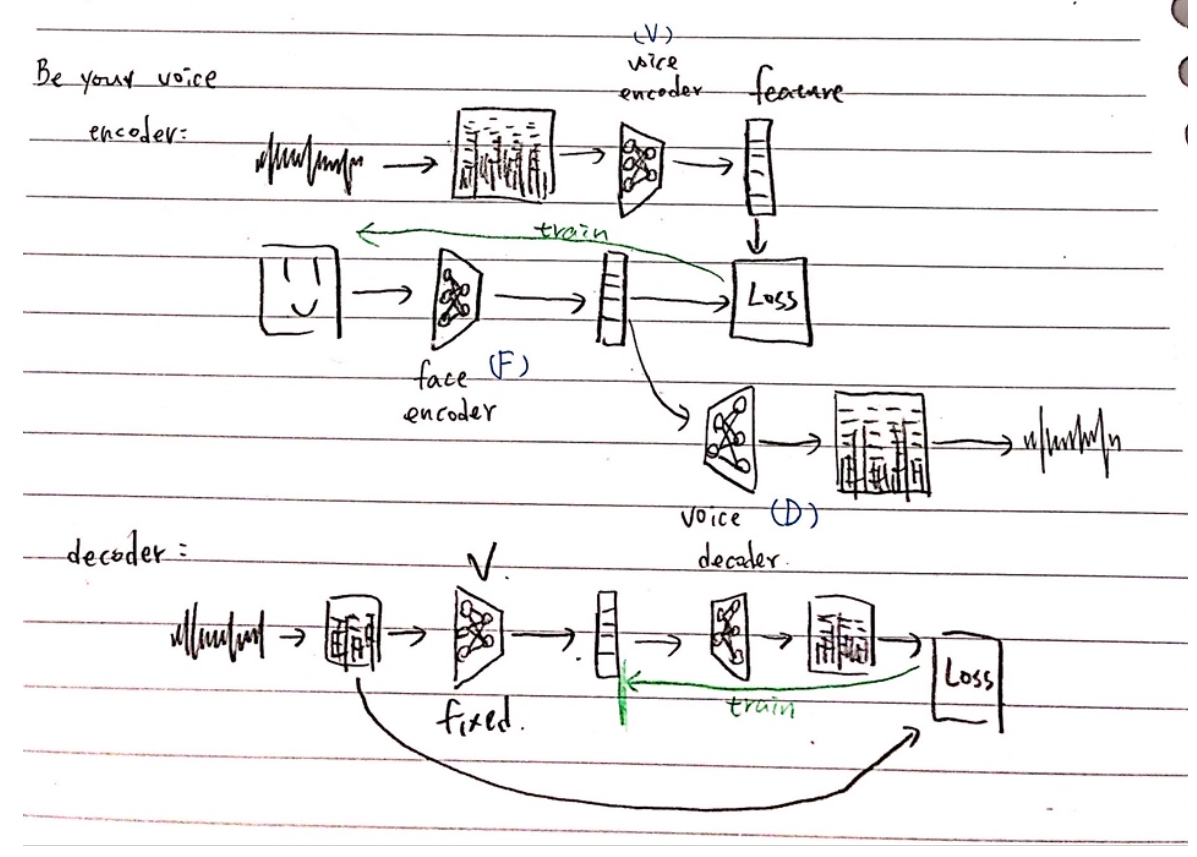 Be your voice
(V)
voice
encoder
feature
encoder:
train
Loss
face (F)
encoder
voice (D)
decoder.
decoder:
V.
Loss
train
fixed.